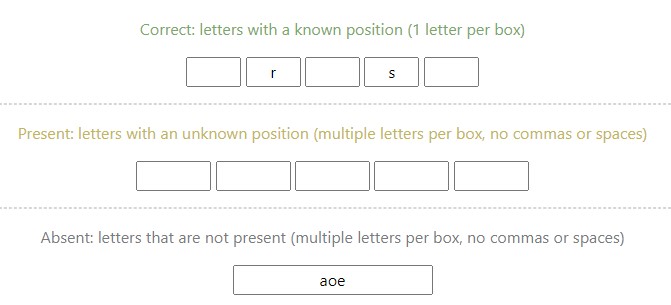 Correct: letters with a known position (1 letter per box)
r s
Present: letters with an unknown position (multiple letters per box, no commas or spaces)
Absent: letters that are not present (multiple letters per box, no commas or spaces)
aoe